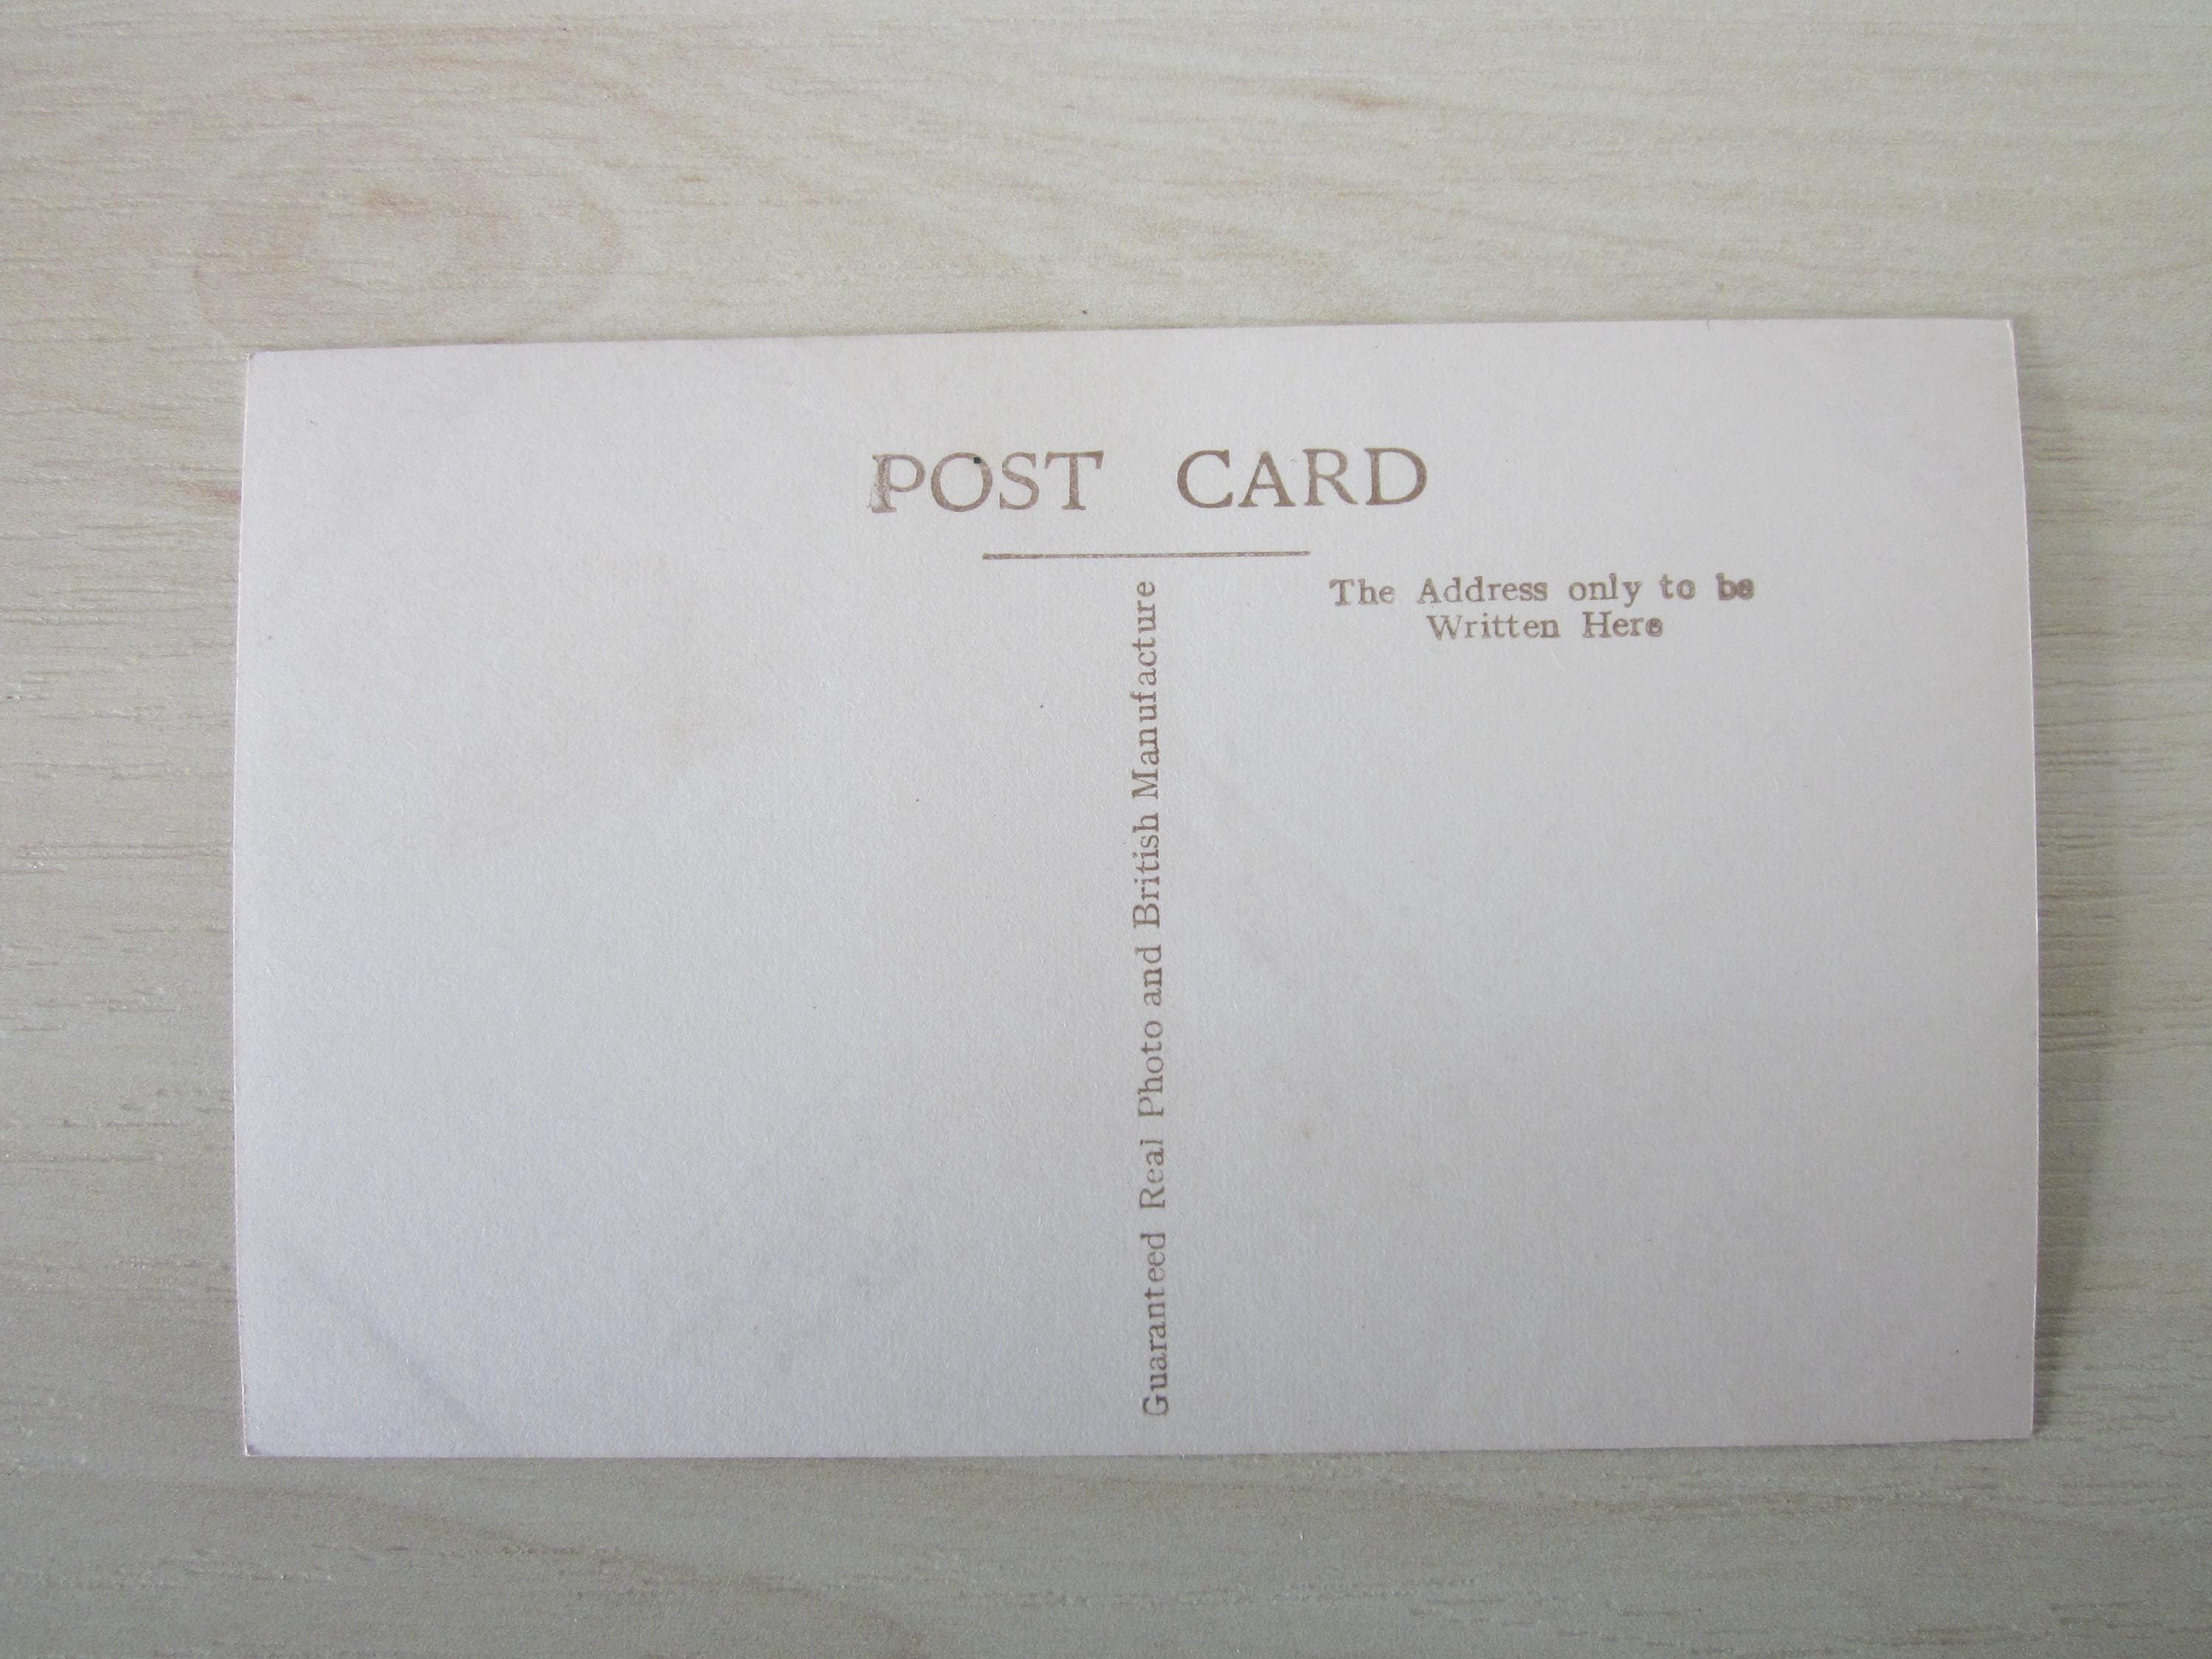 POST CARD
The Address only to be
Written Here
Guaranteed Real Photo and British Manufacture